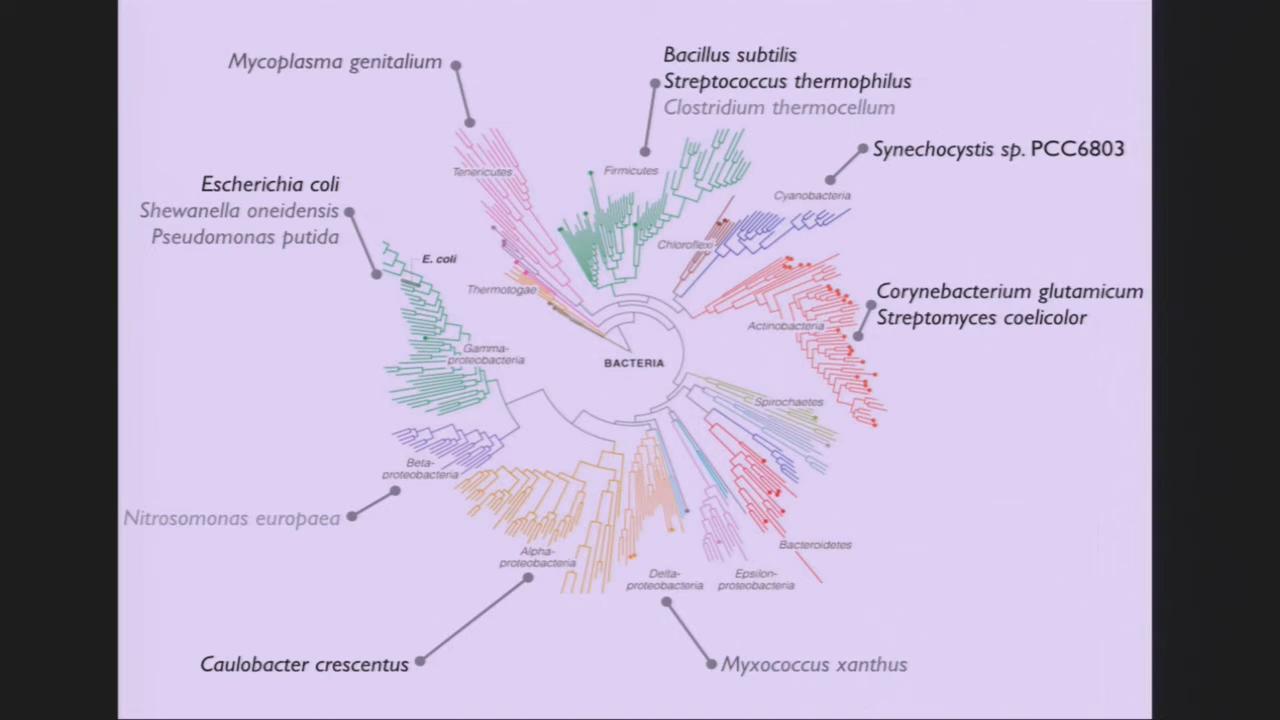 Mycoplasma genitalium
Bacillus subtilis
Streptococcus thermophilus
Clostridium thermocellum
Synechocystis sp. PCC6803
Tenericutes
Firmicutes
Cyanobacteria
Escherichia coli
Shewanella oneidensis
Pseudomonas putida
E. coli
Chloroflexi
Thermotogae
Corynebacterium glutamicum
Streptomyces coelicolor
Actinobacteria
Gamma-
proteobacteria
BACTERIA
Spirochaetes
Beta-
proteobacteria
Nitrosomonas europaea
Bacteroidetes
Alpha-
proteobacteria
Delta-
proteobacteria
Epsilon-
proteobacteria
Caulobacter crescentus
Myxococcus xanthus